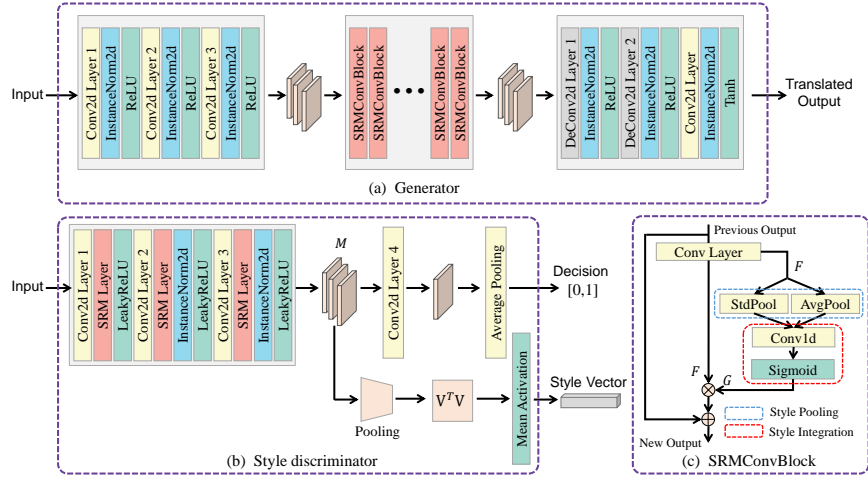 Input
Conv2d Layer 1
InstanceNorm2d
ReLU
Conv2d Layer 2
InstanceNorm2d
ReLU
Conv2d Layer 3
InstanceNorm2d
ReLU
SRMConvBlock
SRMConvBlock
SRMConvBlock
SRMConvBlock
DeConv2d Layer 1
InstanceNorm2d
ReLU
DeConv2d Layer 2
InstanceNorm2d
ReLU
Conv2d Layer
InstanceNorm2d
Tanh
Translated
Output
(a) Generator
Input
Conv2d Layer 1
SRM Layer
LeakyReLU
Conv2d Layer 2
SRM Layer
InstanceNorm2d
LeakyReLU
Conv2d Layer 3
SRM Layer
InstanceNorm2d
LeakyReLU
M
Conv2d Layer 4
Average Pooling
Decision
[0,1]
Pooling
VᵀV
Mean Activation
Style Vector
(b) Style discriminator
Previous Output
Conv Layer
F
StdPool
AvgPool
Conv1d
Sigmoid
F
G
Style Pooling
Style Integration
New Output
(c) SRMConvBlock